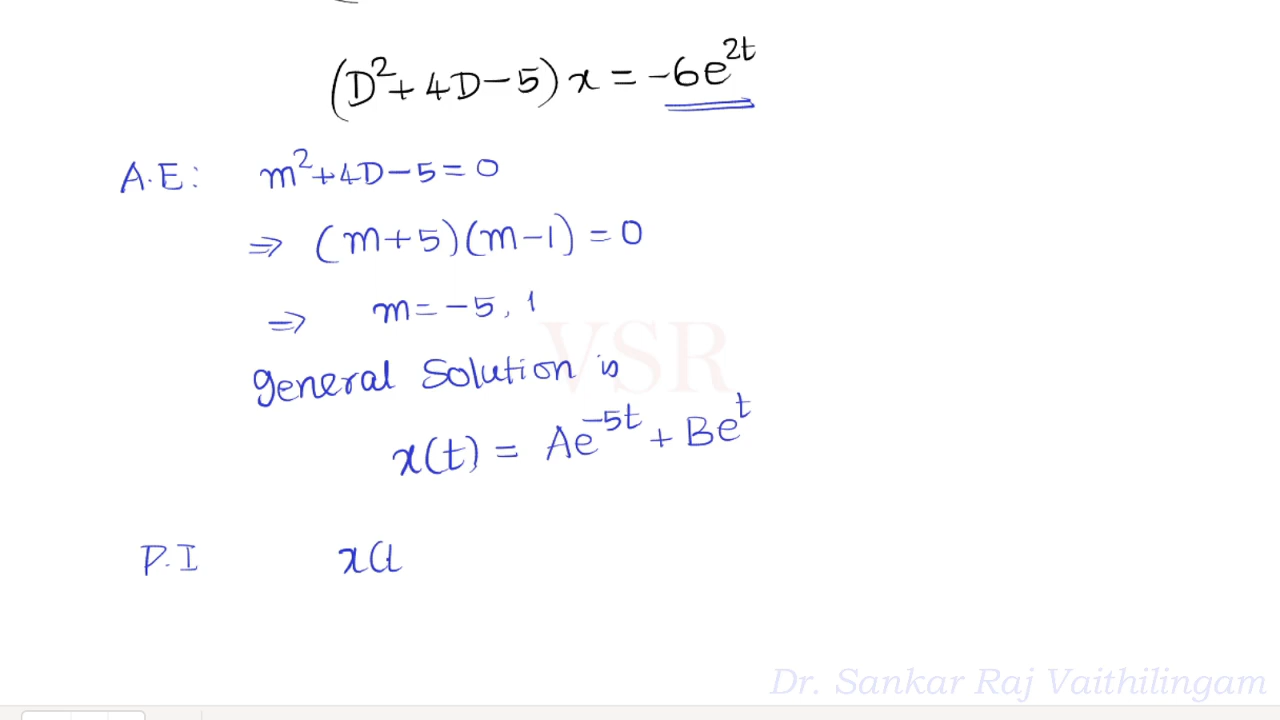 (D²+4D-5)x = -6e^{2t}
A.E: m²+4D-5=0
⇒ (m+5)(m-1)=0
⇒ m=-5, 1
general solution is
x(t) = Ae^{-5t} + Be^{t}
P.I x(t
VSR
Dr. Sankar Raj Vaithilingam